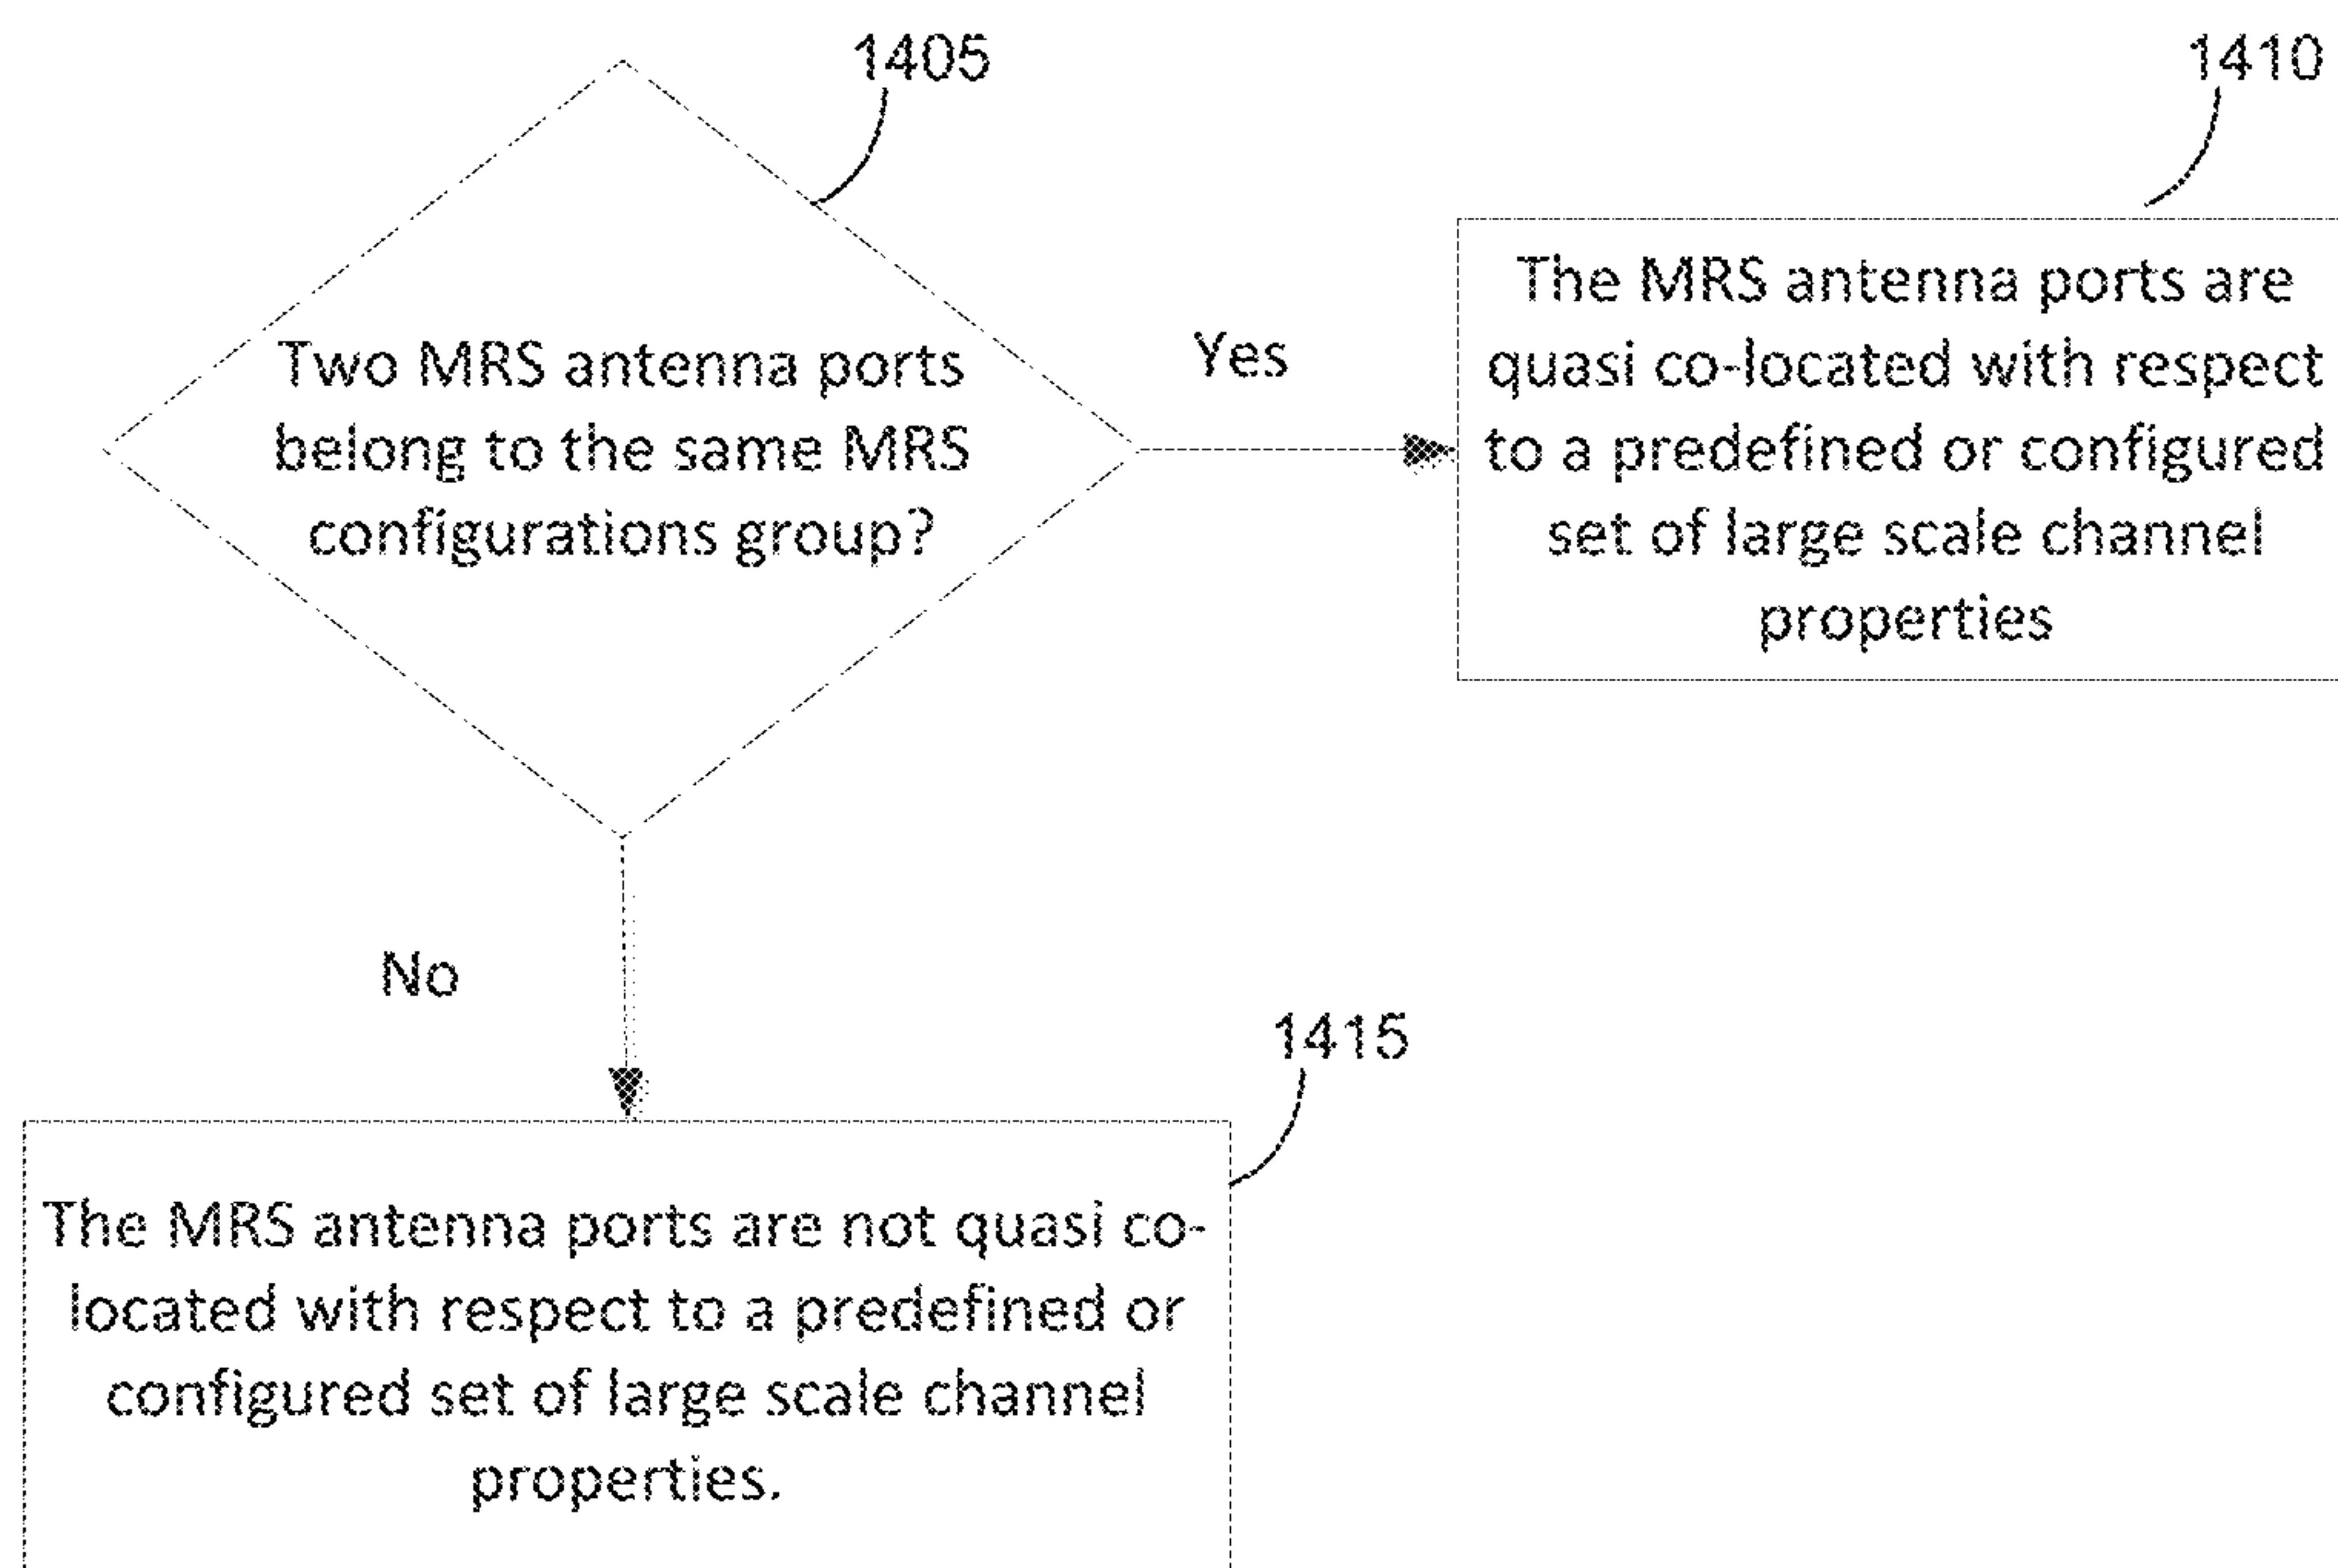 1405
1410
Two MRS antenna ports
belong to the same MRS
configurations group?
Yes
The MRS antenna ports are
quasi co-located with respect
to a predefined or configured
set of large scale channel
properties
No
1415
The MRS antenna ports are not quasi co-
located with respect to a predefined or
configured set of large scale channel
properties.